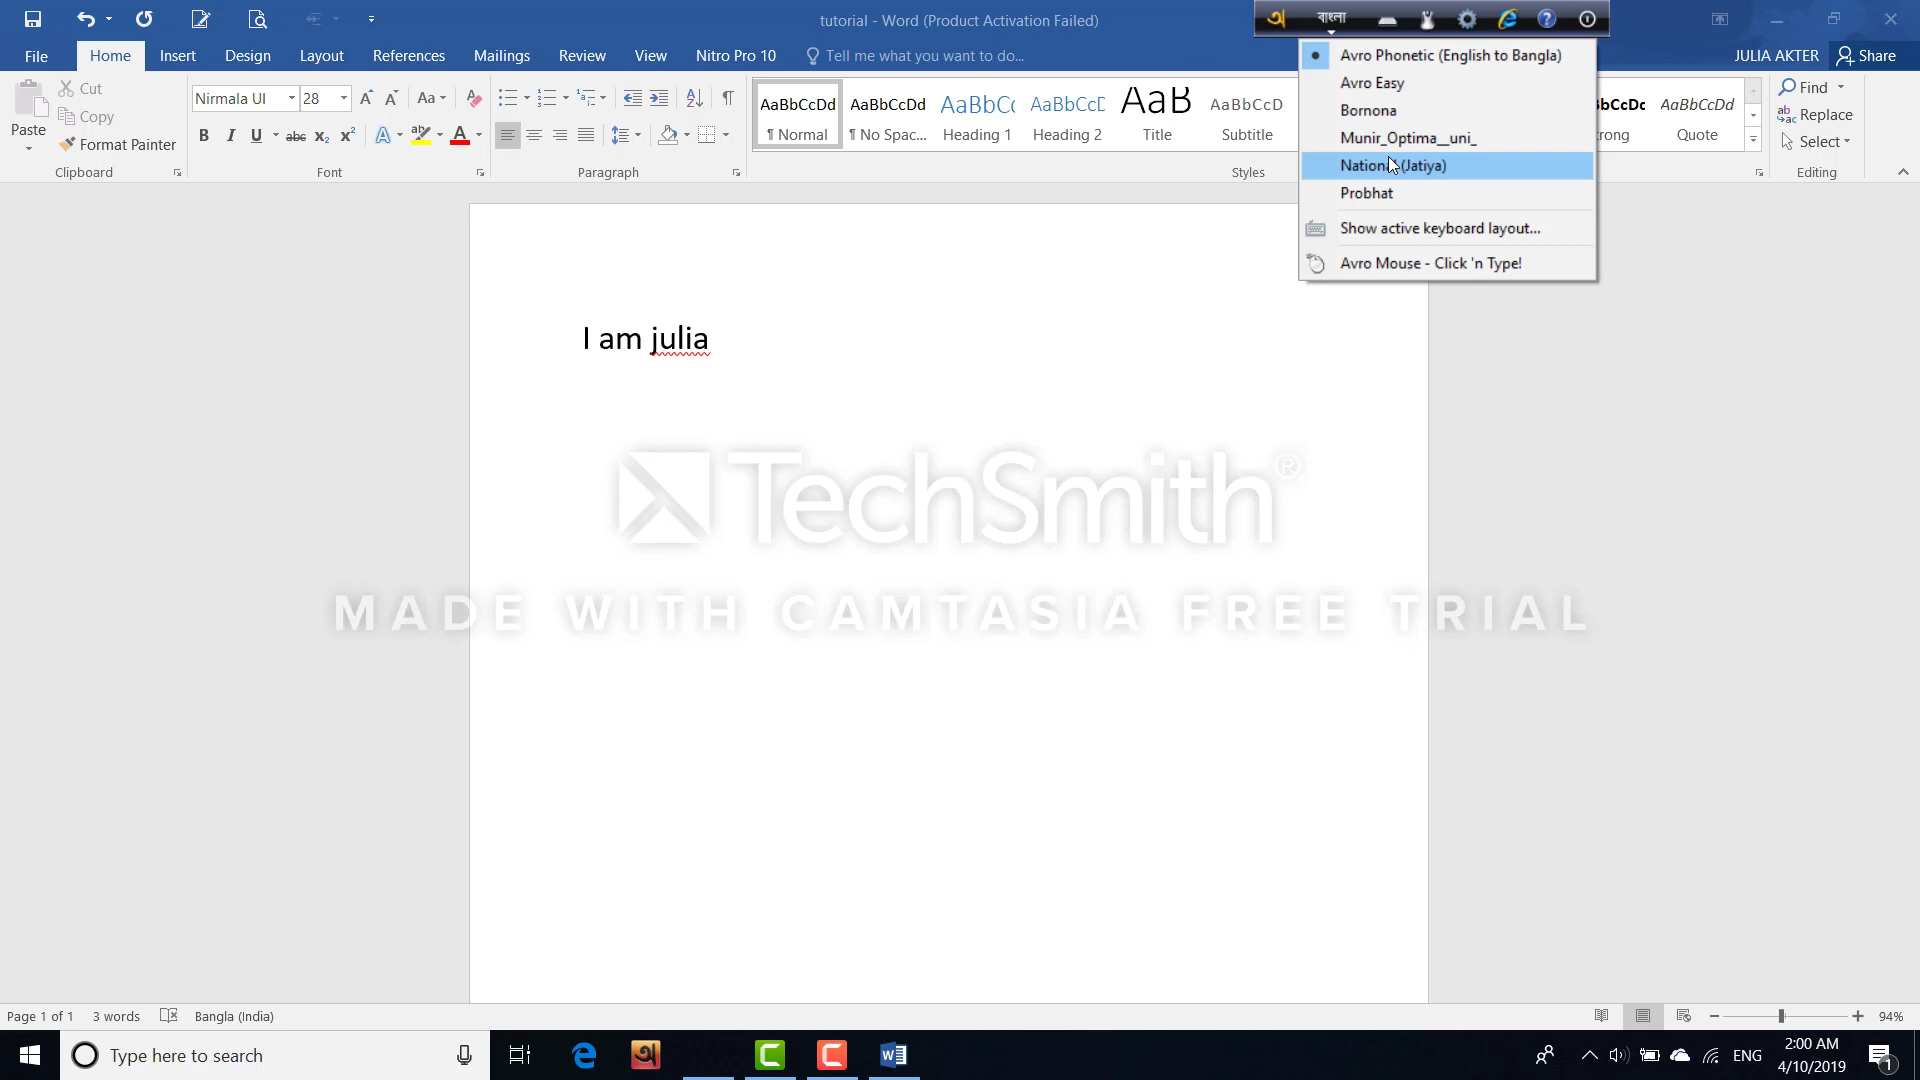 tutorial - Word (Product Activation Failed)
বাংলা
File Home Insert Design Layout References Mailings Review View Nitro Pro 10 Tell me what you want to do... JULIA AKTER Share
Paste
Cut
Copy
Format Painter
Clipboard
Nirmala UI 28
Font
Paragraph
AaBbCcDd AaBbCcDd AaBbC( AaBbCcD AaB AaBbCcD
¶ Normal ¶ No Spac... Heading 1 Heading 2 Title Subtitle
bCcDc AaBbCcDd
rong Quote
Styles
Find
Replace
Select
Editing
Avro Phonetic (English to Bangla)
Avro Easy
Bornona
Munir_Optima__uni_
National (Jatiya)
Probhat
Show active keyboard layout...
Avro Mouse - Click 'n Type!
I am julia
TechSmith®
MADE WITH CAMTASIA FREE TRIAL
Page 1 of 1 3 words Bangla (India) 94%
Type here to search
ENG
2:00 AM
4/10/2019
1